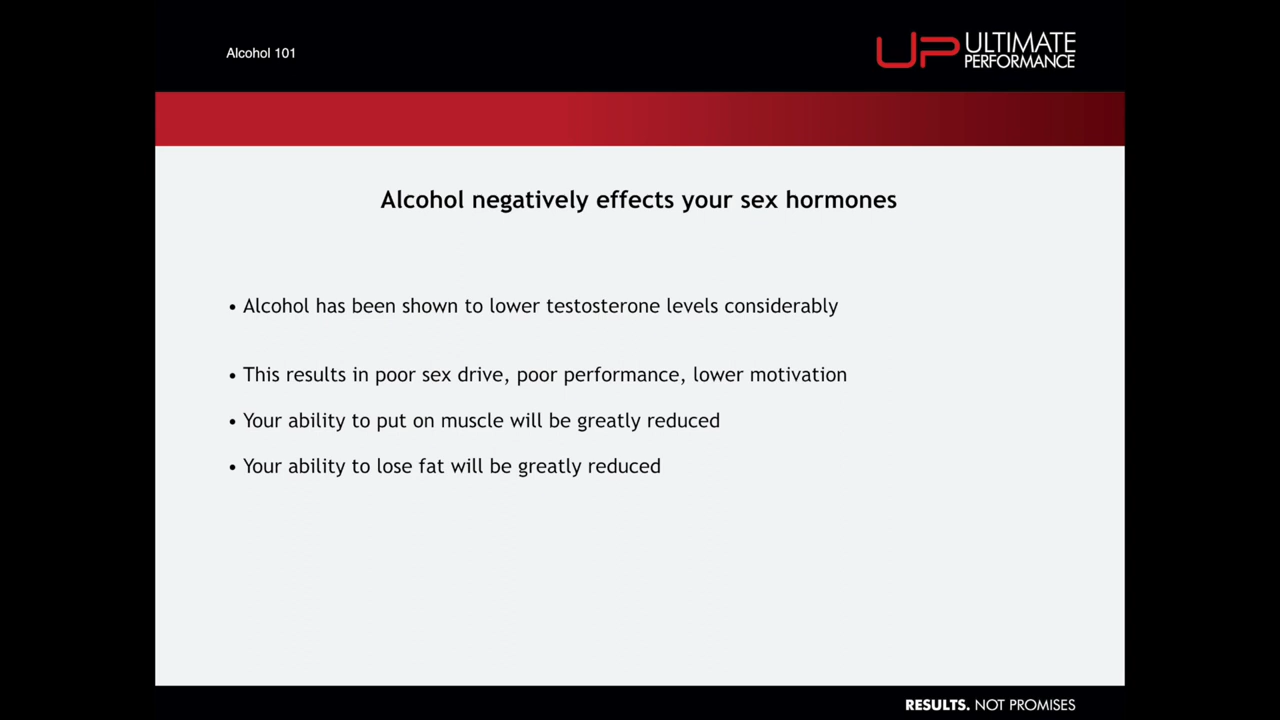 Alcohol 101
UP ULTIMATE
PERFORMANCE
Alcohol negatively effects your sex hormones
• Alcohol has been shown to lower testosterone levels considerably
• This results in poor sex drive, poor performance, lower motivation
• Your ability to put on muscle will be greatly reduced
• Your ability to lose fat will be greatly reduced
RESULTS. NOT PROMISES